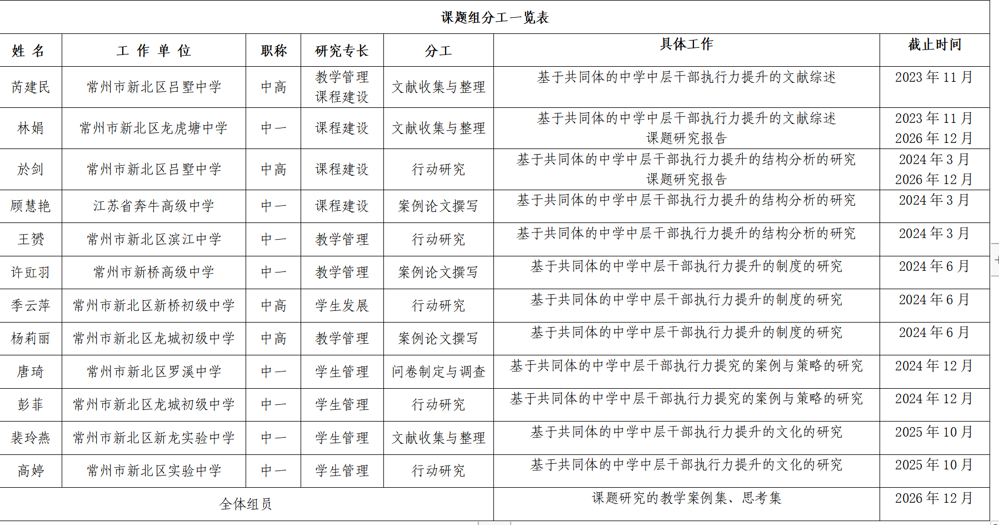 课题组分工一览表
姓 名 工 作 单 位 职称 研究专长 分工 具体工作 截止时间
芮建民 常州市新北区吕墅中学 中高 教学管理 课程建设 文献收集与整理 基于共同体的中学中层干部执行力提升的文献综述 2023 年 11 月
林娟 常州市新北区龙虎塘中学 中一 课程建设 文献收集与整理 基于共同体的中学中层干部执行力提升的文献综述 2023 年 11 月
课题研究报告 2026 年 12 月
於剑 常州市新北区吕墅中学 中高 课程建设 行动研究 基于共同体的中学中层干部执行力提升的结构分析的研究 2024 年 3 月
课题研究报告 2026 年 12 月
顾慧艳 江苏省奔牛高级中学 中一 课程建设 案例论文撰写 基于共同体的中学中层干部执行力提升的结构分析的研究 2024 年 3 月
王赟 常州市新北区滨江中学 中一 教学管理 行动研究 基于共同体的中学中层干部执行力提升的结构分析的研究 2024 年 3 月
许豇羽 常州市新桥高级中学 中一 教学管理 案例论文撰写 基于共同体的中学中层干部执行力提升的制度的研究 2024 年 6 月
季云萍 常州市新北区新桥初级中学 中高 学生发展 行动研究 基于共同体的中学中层干部执行力提升的制度的研究 2024 年 6 月
杨莉丽 常州市新北区龙城初级中学 中高 教学管理 案例论文撰写 基于共同体的中学中层干部执行力提升的制度的研究 2024 年 6 月
唐琦 常州市新北区罗溪中学 中一 学生管理 问卷制定与调查 基于共同体的中学中层干部执行力提究的案例与策略的研究 2024 年 12 月
彭菲 常州市新北区龙城初级中学 中一 学生管理 行动研究 基于共同体的中学中层干部执行力提究的案例与策略的研究 2024 年 12 月
裴玲燕 常州市新北区新龙实验中学 中一 学生管理 文献收集与整理 基于共同体的中学中层干部执行力提升的文化的研究 2025 年 10 月
高婷 常州市新北区实验中学 中一 学生管理 行动研究 基于共同体的中学中层干部执行力提升的文化的研究 2025 年 10 月
全体组员 课题研究的教学案例集、思考集 2026 年 12 月